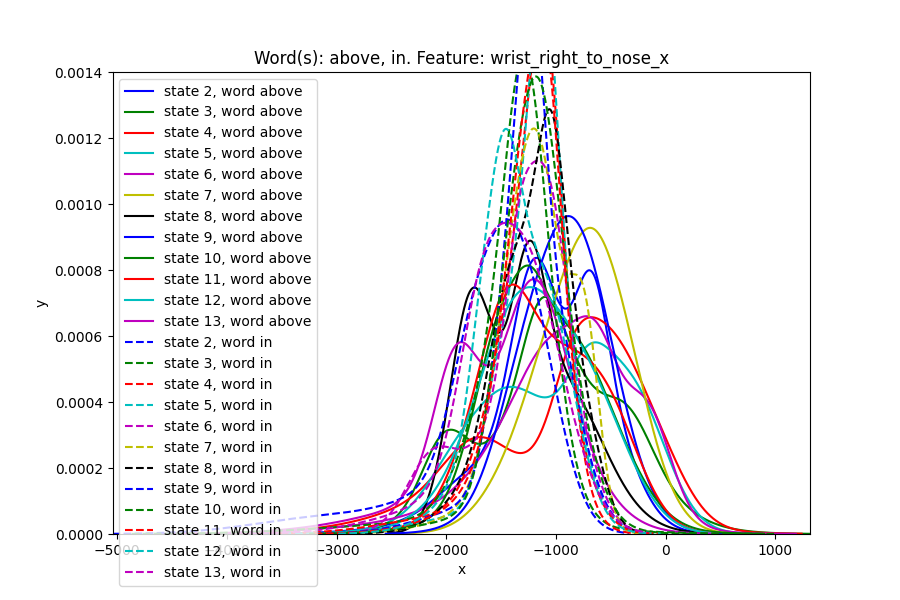 Word(s): above, in. Feature: wrist_right_to_nose_x
0.0014
0.0012
0.0010
0.0008
0.0006
0.0004
0.0002
0.0000
y
state 2, word above
state 3, word above
state 4, word above
state 5, word above
state 6, word above
state 7, word above
state 8, word above
state 9, word above
state 10, word above
state 11, word above
state 12, word above
state 13, word above
state 2, word in
state 3, word in
state 4, word in
state 5, word in
state 6, word in
state 7, word in
state 8, word in
state 9, word in
state 10, word in
state 11, word in
state 12, word in
state 13, word in
−5000 −4000 −3000 −2000 −1000 0 1000
x